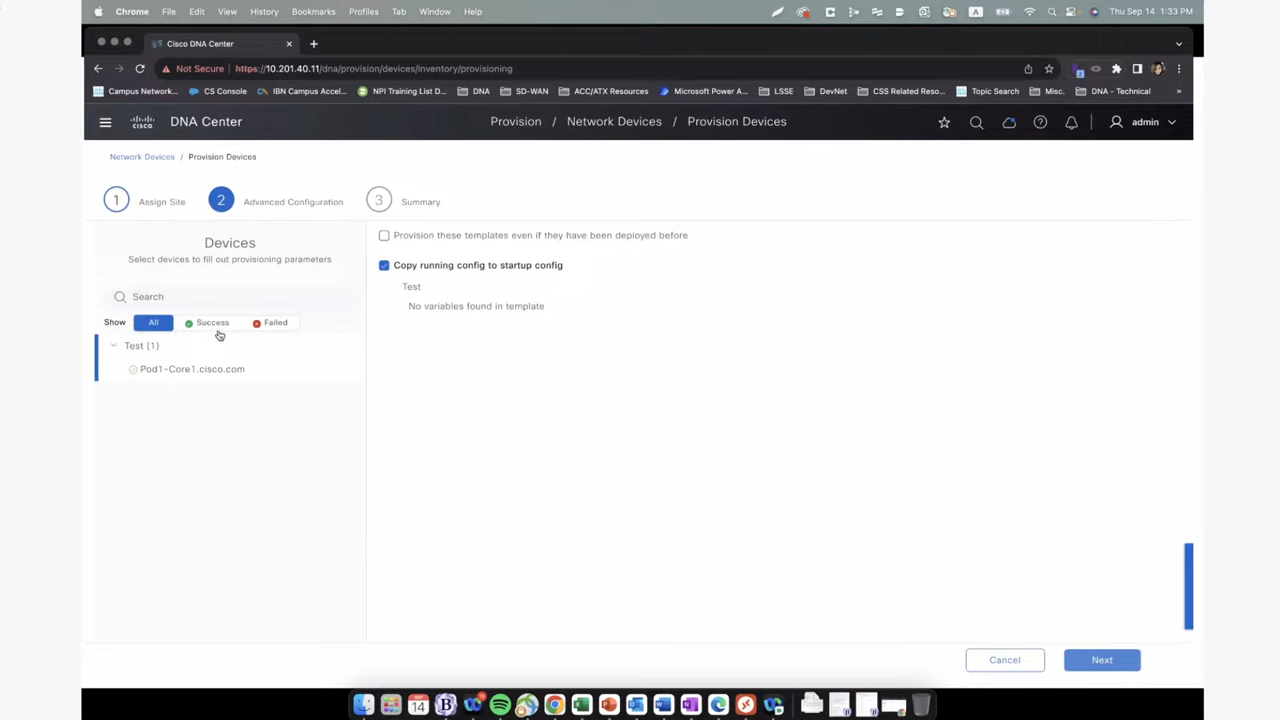 Chrome File Edit View History Bookmarks Profiles Tab Window Help Thu Sep 14 1:33 PM
Cisco DNA Center
Not Secure https://10.201.40.11/dna/provision/devices/inventory/provisioning
Campus Network... CS Console IBN Campus Accel... NPI Training List D... DNA SD-WAN ACC/ATX Resources Microsoft Power A... LSSE DevNet CSS Related Reso... Topic Search Misc. DNA - Technical »
cisco DNA Center Provision / Network Devices / Provision Devices admin
Network Devices / Provision Devices
1 Assign Site 2 Advanced Configuration 3 Summary
Devices
Select devices to fill out provisioning parameters
Search
Show All Success Failed
Test (1)
Pod1-Core1.cisco.com
Provision these templates even if they have been deployed before
Copy running config to startup config
Test
No variables found in template
Cancel Next